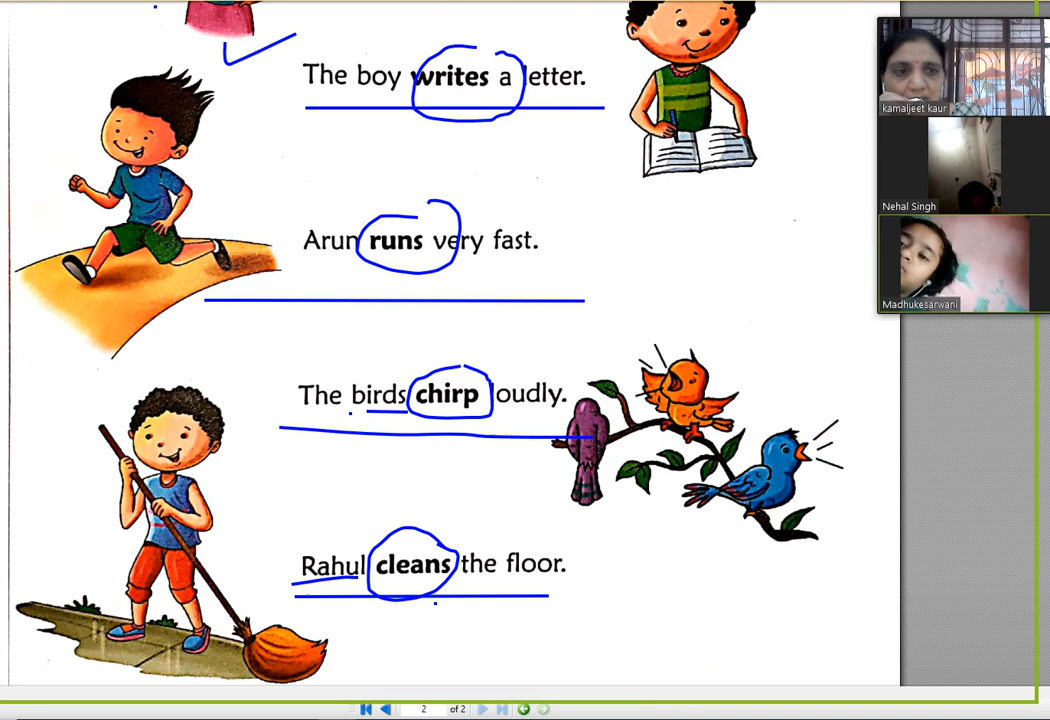 The boy writes a letter.
kamaljeet kaur
Nehal Singh
Arun runs very fast.
Madhukesarwani
The birds chirp loudly.
Rahul cleans the floor.
2 of 2